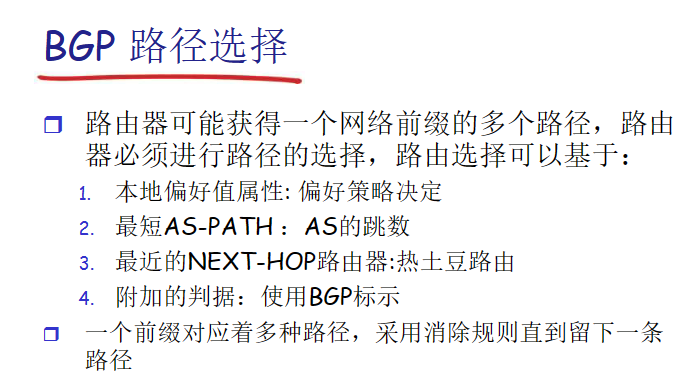 BGP 路径选择
路由器可能获得一个网络前缀的多个路径，路由
器必须进行路径的选择，路由选择可以基于：
1. 本地偏好值属性: 偏好策略决定
2. 最短AS-PATH ：AS的跳数
3. 最近的NEXT-HOP路由器:热土豆路由
4. 附加的判据：使用BGP标示
一个前缀对应着多种路径，采用消除规则直到留下一条
路径